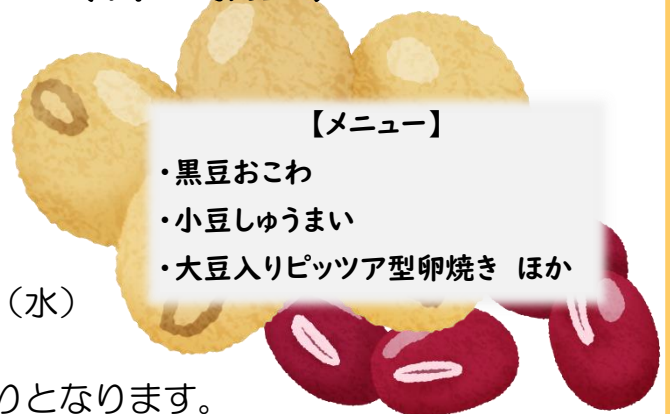 【メニュー】
・黒豆おこわ
・小豆しゅうまい
・大豆入りピッツア型卵焼き ほか
（水）
りとなります。